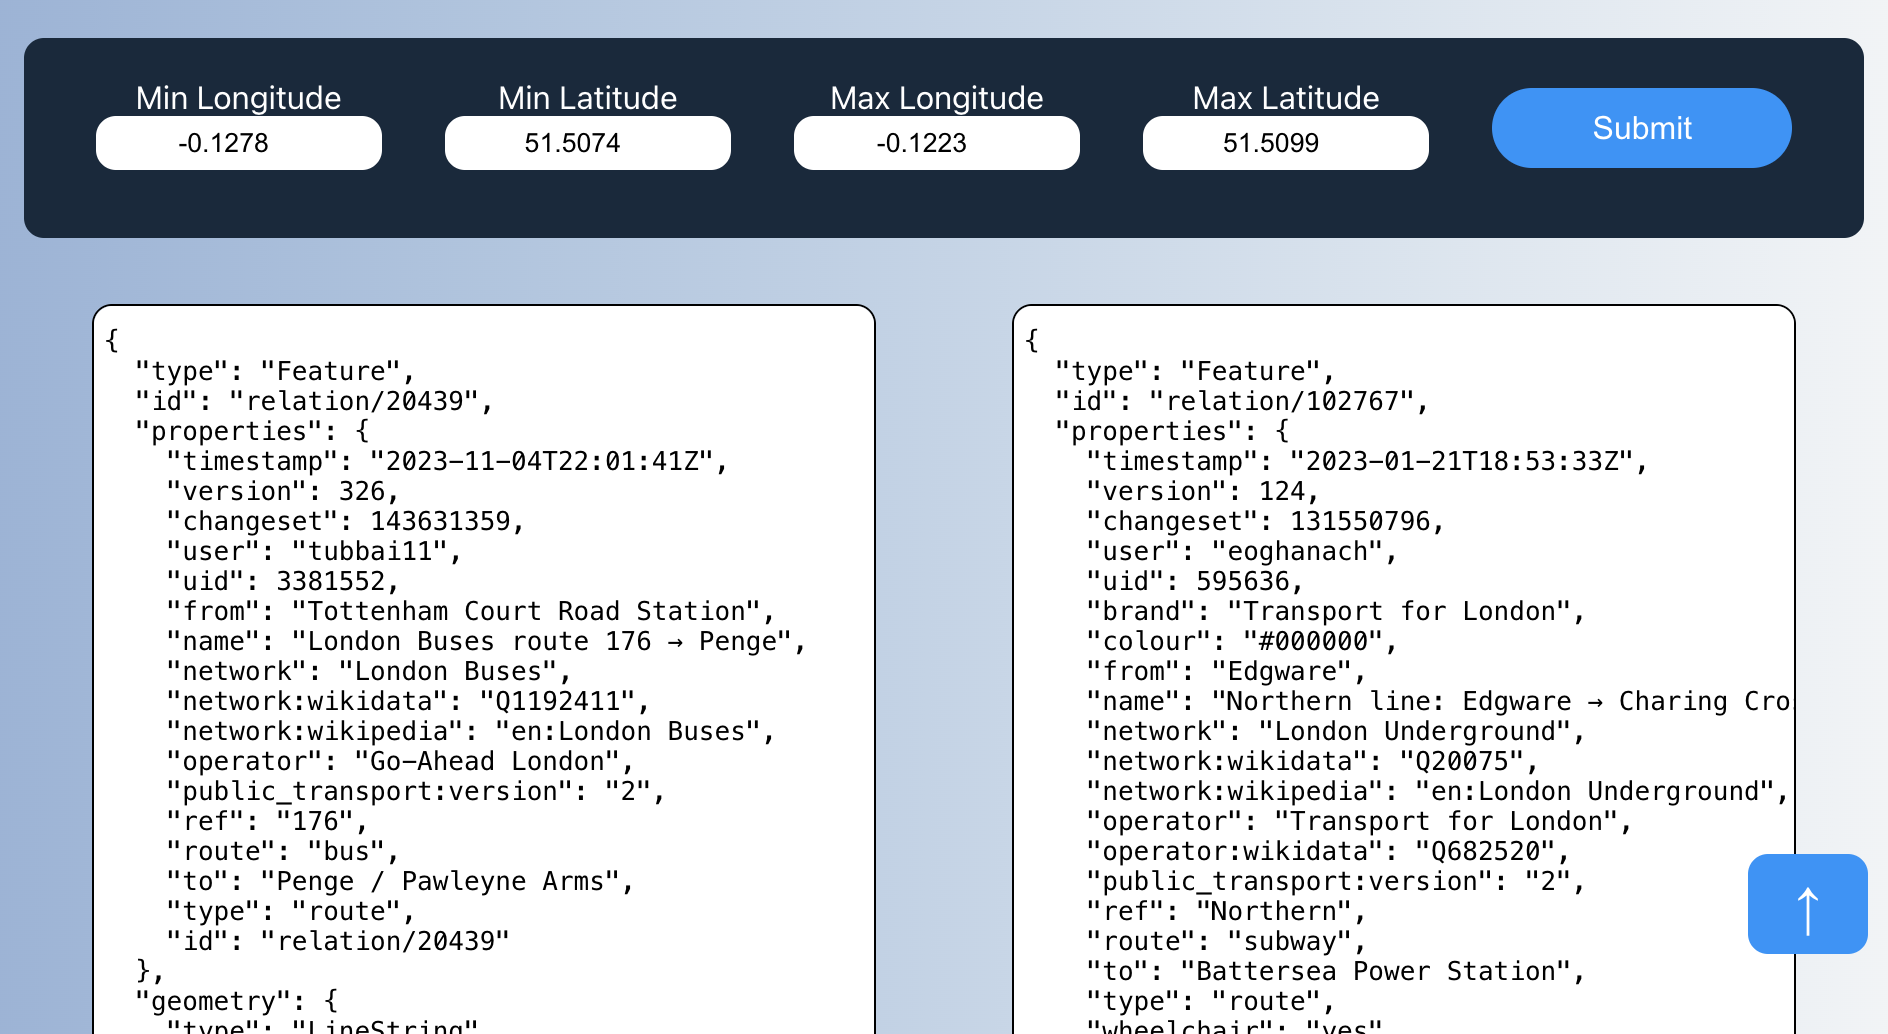 Min Longitude
Min Latitude
Max Longitude
Max Latitude
-0.1278
51.5074
-0.1223
51.5099
Submit
{
"type": "Feature",
"id": "relation/20439",
"properties": {
"timestamp": "2023-11-04T22:01:41Z",
"version": 326,
"changeset": 143631359,
"user": "tubbai11",
"uid": 3381552,
"from": "Tottenham Court Road Station",
"name": "London Buses route 176 → Penge",
"network": "London Buses",
"network:wikidata": "Q1192411",
"network:wikipedia": "en:London Buses",
"operator": "Go-Ahead London",
"public_transport:version": "2",
"ref": "176",
"route": "bus",
"to": "Penge / Pawleyne Arms",
"type": "route",
"id": "relation/20439"
},
"geometry": {
"type": "LineString"
{
"type": "Feature",
"id": "relation/102767",
"properties": {
"timestamp": "2023-01-21T18:53:33Z",
"version": 124,
"changeset": 131550796,
"user": "eoghanach",
"uid": 595636,
"brand": "Transport for London",
"colour": "#000000",
"from": "Edgware",
"name": "Northern line: Edgware → Charing Cro
"network": "London Underground",
"network:wikidata": "Q20075",
"network:wikipedia": "en:London Underground",
"operator": "Transport for London",
"operator:wikidata": "Q682520",
"public_transport:version": "2",
"ref": "Northern",
"route": "subway",
"to": "Battersea Power Station",
"type": "route",
"wheelchair": "yes"
↑